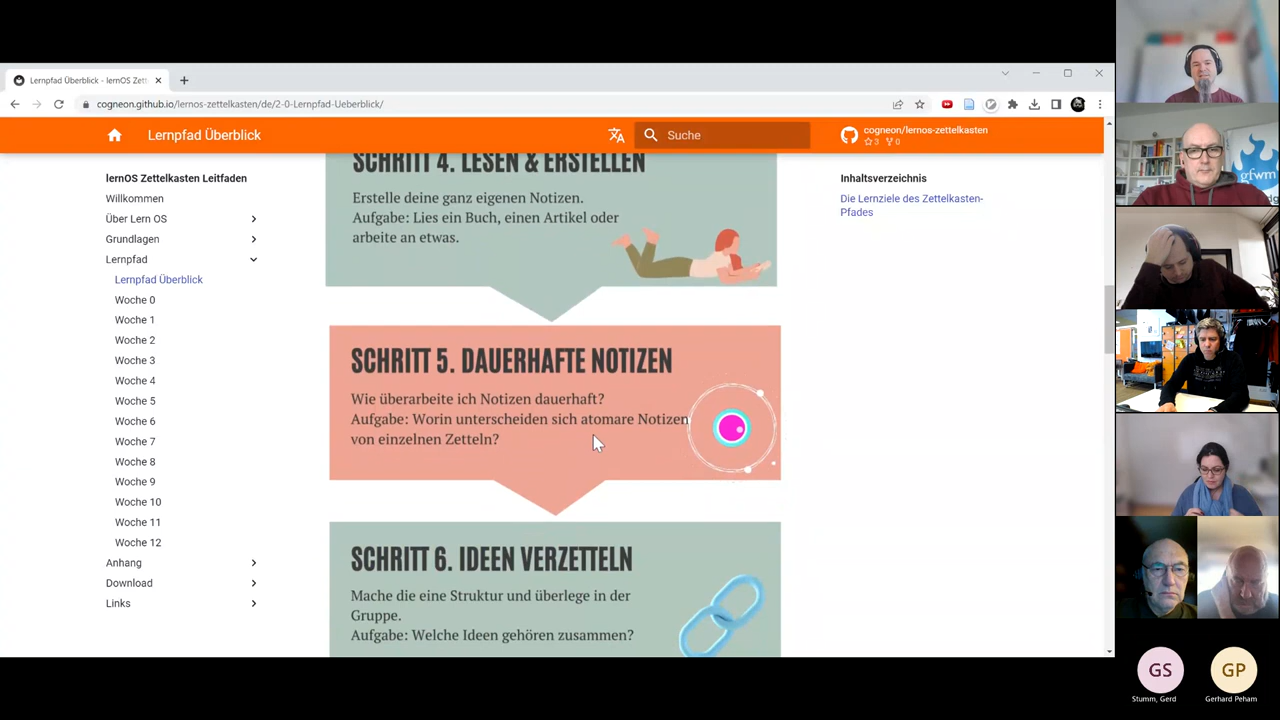 Lernpfad Überblick - lernOS Zett
cogneon.github.io/lernos-zettelkasten/de/2-0-Lernpfad-Ueberblick/
Lernpfad Überblick
Suche
cogneon/lernos-zettelkasten
3 0
lernOS Zettelkasten Leitfaden
Willkommen
Über Lern OS
Grundlagen
Lernpfad
Lernpfad Überblick
Woche 0
Woche 1
Woche 2
Woche 3
Woche 4
Woche 5
Woche 6
Woche 7
Woche 8
Woche 9
Woche 10
Woche 11
Woche 12
Anhang
Download
Links
SCHRITT 4. LESEN & ERSTELLEN
Erstelle deine ganz eigenen Notizen.
Aufgabe: Lies ein Buch, einen Artikel oder
arbeite an etwas.
SCHRITT 5. DAUERHAFTE NOTIZEN
Wie überarbeite ich Notizen dauerhaft?
Aufgabe: Worin unterscheiden sich atomare Notizen
von einzelnen Zetteln?
SCHRITT 6. IDEEN VERZETTELN
Mache die eine Struktur und überlege in der
Gruppe.
Aufgabe: Welche Ideen gehören zusammen?
Inhaltsverzeichnis
Die Lernziele des Zettelkasten-
Pfades
gfwm
GS
Stumm, Gerd
GP
Gerhard Peham